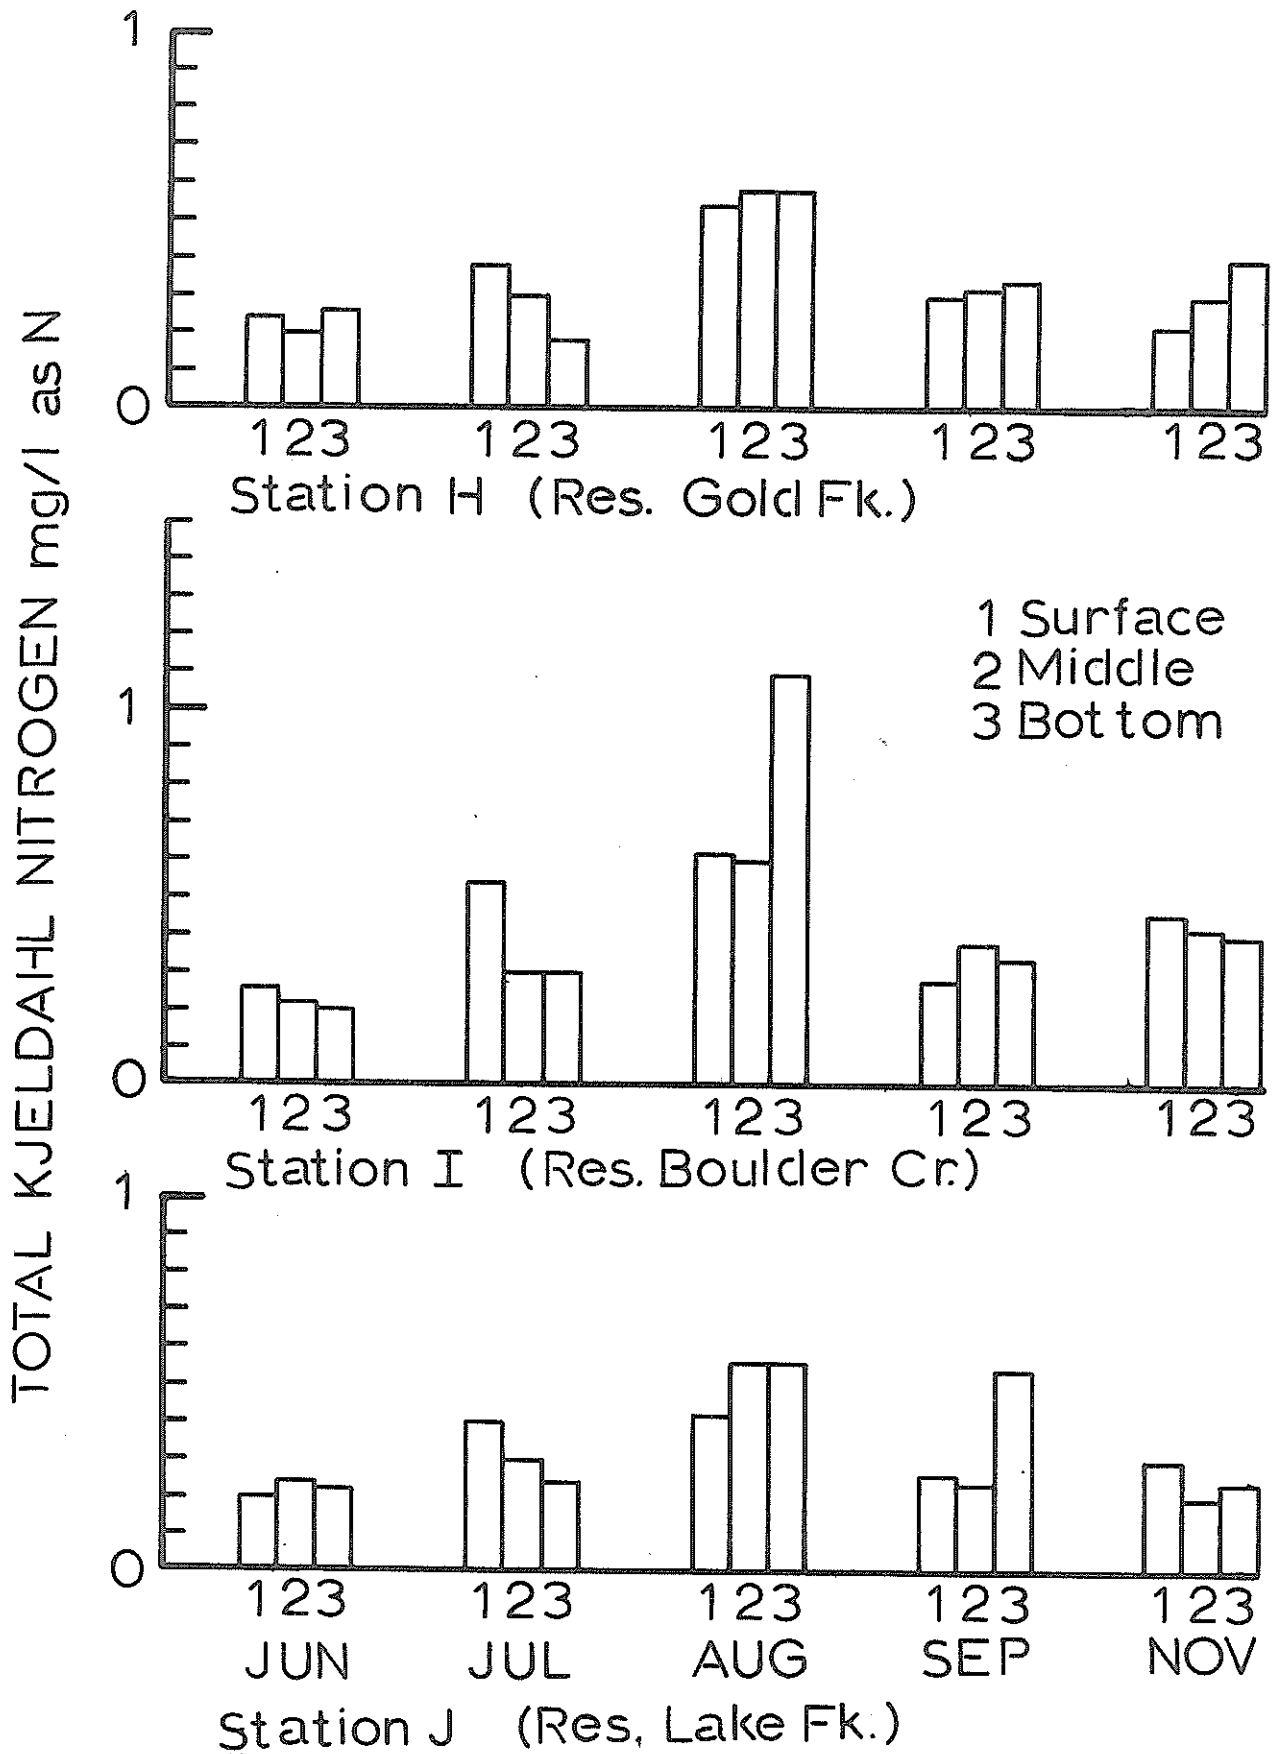 TOTAL KJELDAHL NITROGEN mg/l as N
1
0
123 123 123 123 123
Station H (Res. Gold Fk.)
1 Surface
2 Middle
3 Bottom
1
0
123 123 123 123 123
Station I (Res. Boulder Cr.)
1
0
123 123 123 123 123
JUN JUL AUG SEP NOV
Station J (Res, Lake Fk.)